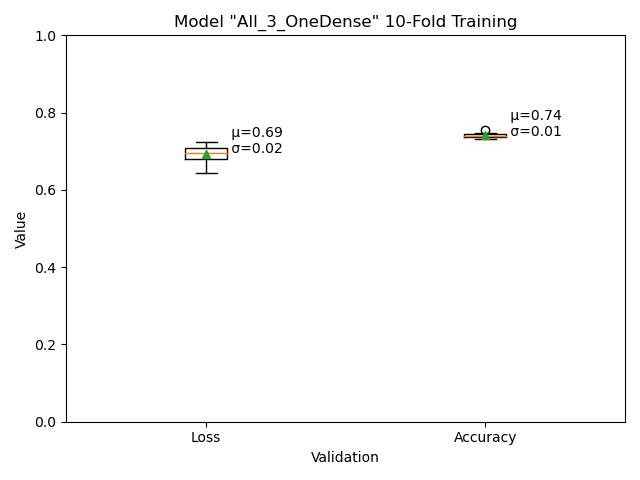 Model "All_3_OneDense" 10-Fold Training
1.0
0.8
0.6
0.4
0.2
0.0
Value
μ=0.69
σ=0.02
μ=0.74
σ=0.01
Loss
Accuracy
Validation